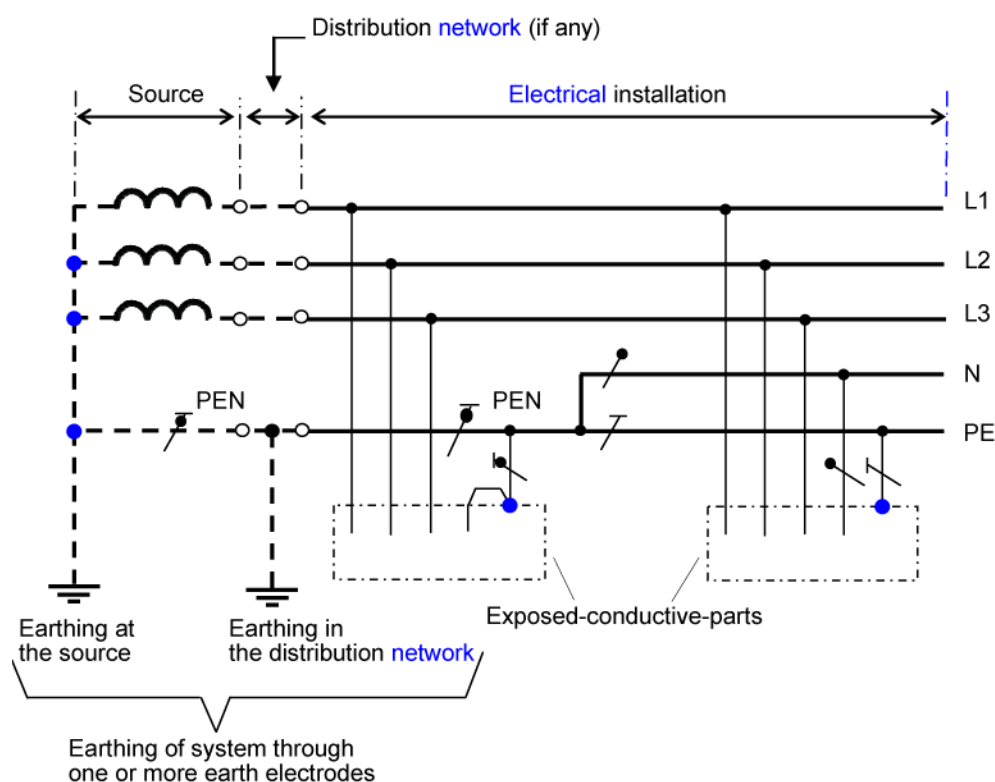 Distribution network (if any)
Source
Electrical installation
L1
L2
L3
N
PEN
PEN
PE
Exposed-conductive-parts
Earthing at
the source
Earthing in
the distribution network
Earthing of system through
one or more earth electrodes